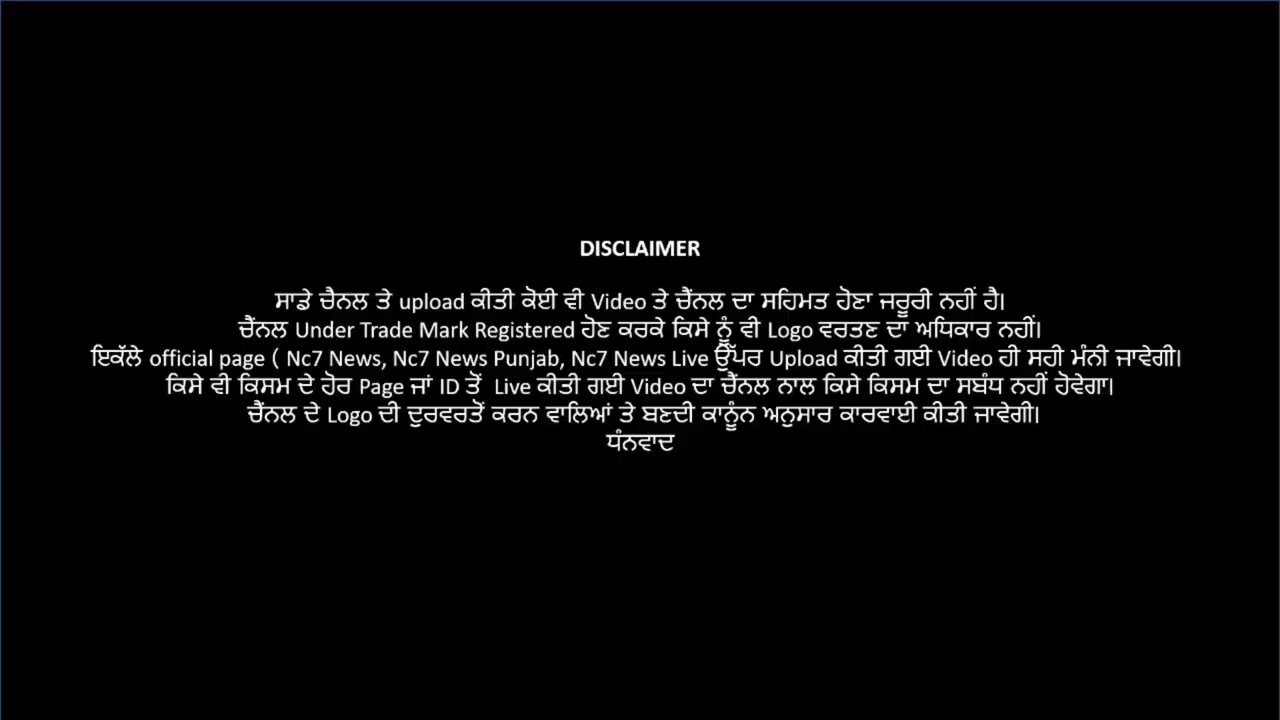 DISCLAIMER
ਸਾਡੇ ਚੈਨਲ ਤੇ upload ਕੀਤੀ ਕੋਈ ਵੀ Video ਤੇ ਚੈਂਨਲ ਦਾ ਸਹਿਮਤ ਹੋਣਾ ਜਰੂਰੀ ਨਹੀਂ ਹੈ।
ਚੈਂਨਲ Under Trade Mark Registered ਹੋਣ ਕਰਕੇ ਕਿਸੇ ਨੂੰ ਵੀ Logo ਵਰਤਣ ਦਾ ਅਧਿਕਾਰ ਨਹੀਂ।
ਇਕੱਲੇ official page ( Nc7 News, Nc7 News Punjab, Nc7 News Live ਉੱਪਰ Upload ਕੀਤੀ ਗਈ Video ਹੀ ਸਹੀ ਮੰਨੀ ਜਾਵੇਗੀ।
ਕਿਸੇ ਵੀ ਕਿਸਮ ਦੇ ਹੋਰ Page ਜਾਂ ID ਤੋਂ Live ਕੀਤੀ ਗਈ Video ਦਾ ਚੈਂਨਲ ਨਾਲ ਕਿਸੇ ਕਿਸਮ ਦਾ ਸਬੰਧ ਨਹੀਂ ਹੋਵੇਗਾ।
ਚੈਂਨਲ ਦੇ Logo ਦੀ ਦੁਰਵਰਤੋਂ ਕਰਨ ਵਾਲਿਆਂ ਤੇ ਬਣਦੀ ਕਾਨੂੰਨ ਅਨੁਸਾਰ ਕਾਰਵਾਈ ਕੀਤੀ ਜਾਵੇਗੀ।
ਧੰਨਵਾਦ